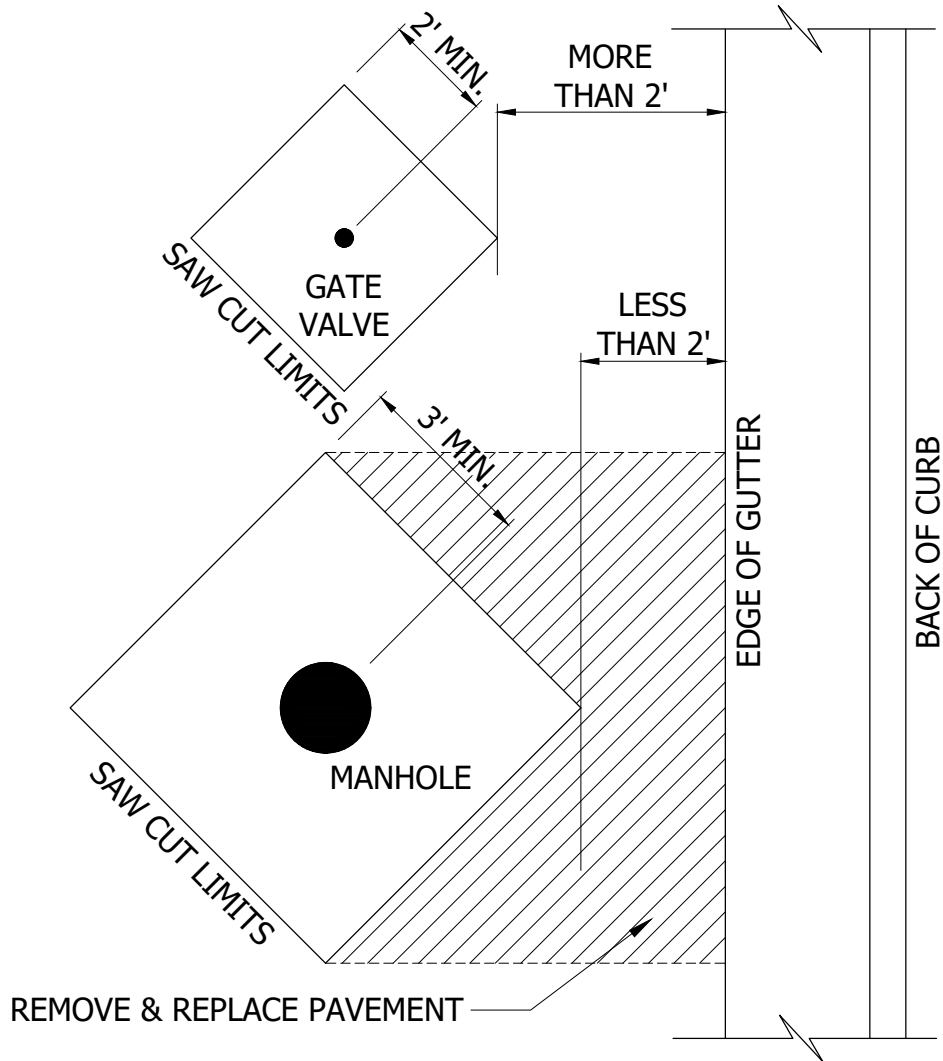 2' MIN.
MORE
THAN 2'
GATE
VALVE
SAW CUT LIMITS
LESS
THAN 2'
3' MIN.
EDGE OF GUTTER
BACK OF CURB
MANHOLE
SAW CUT LIMITS
REMOVE & REPLACE PAVEMENT